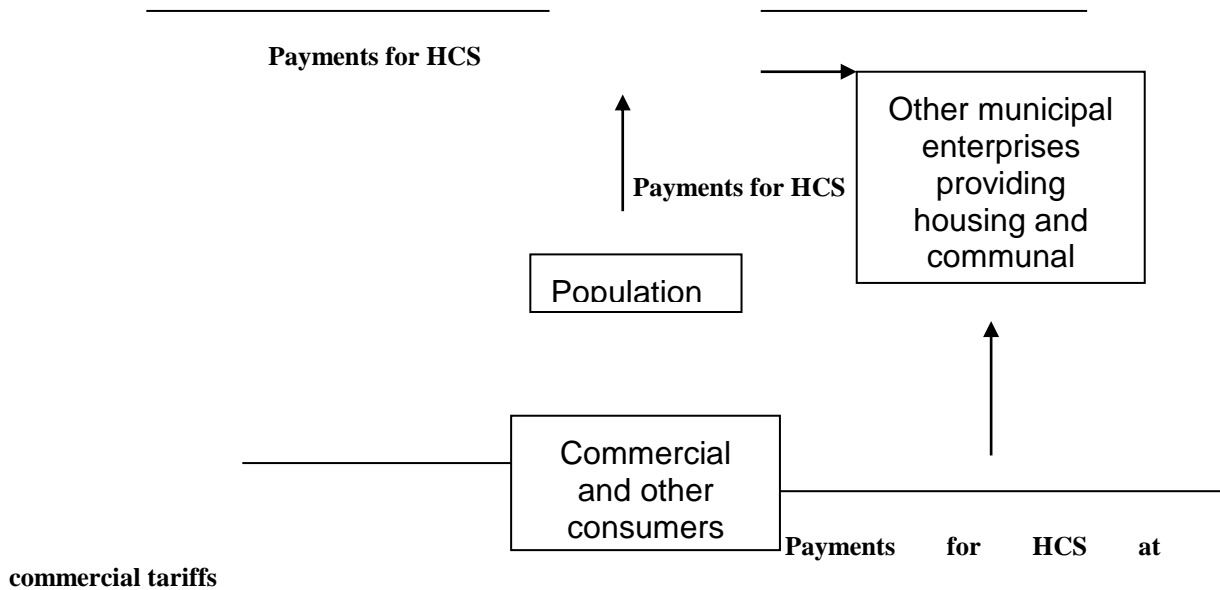 Payments for HCS
Other municipal
enterprises
providing
housing and
communal
Payments for HCS
Population
Commercial
and other
consumers
Payments for HCS at
commercial tariffs